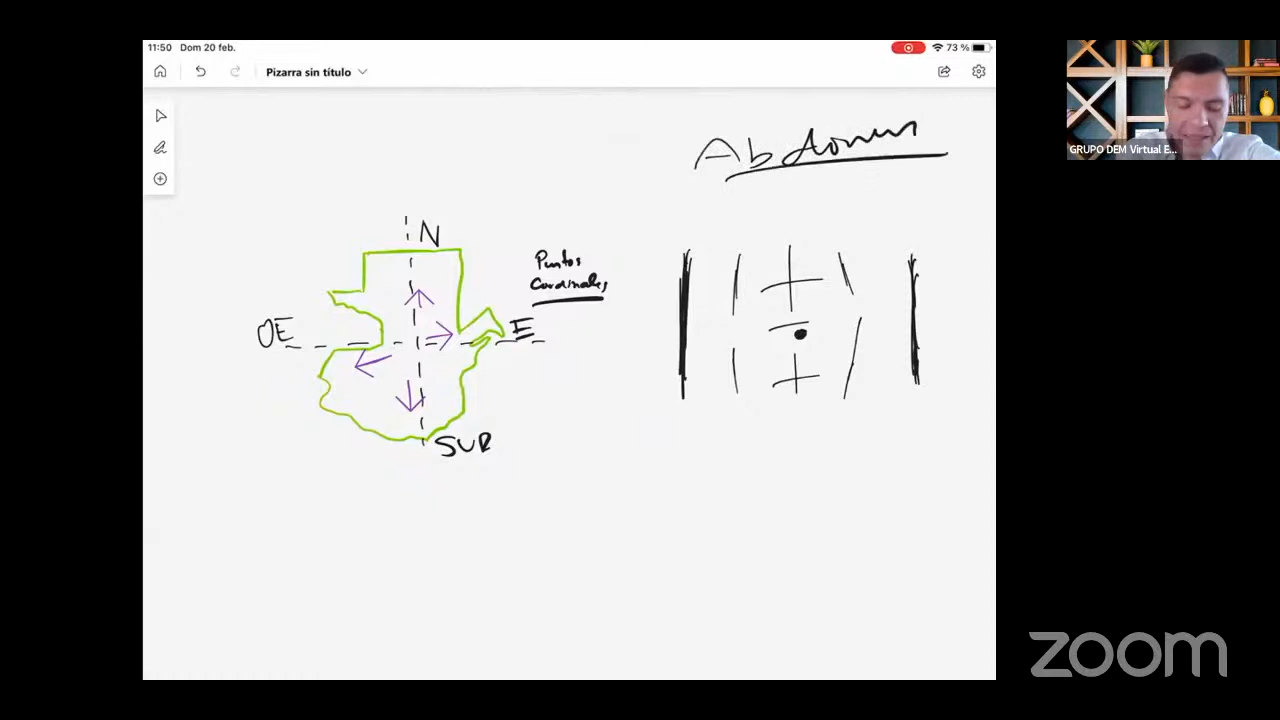 11:50 Dom 20 feb.
73 %
Pizarra sin título
Abdomen
N
Puntos
Cardinales
OE
E
SUR
GRUPO DEM Virtual E...
zoom